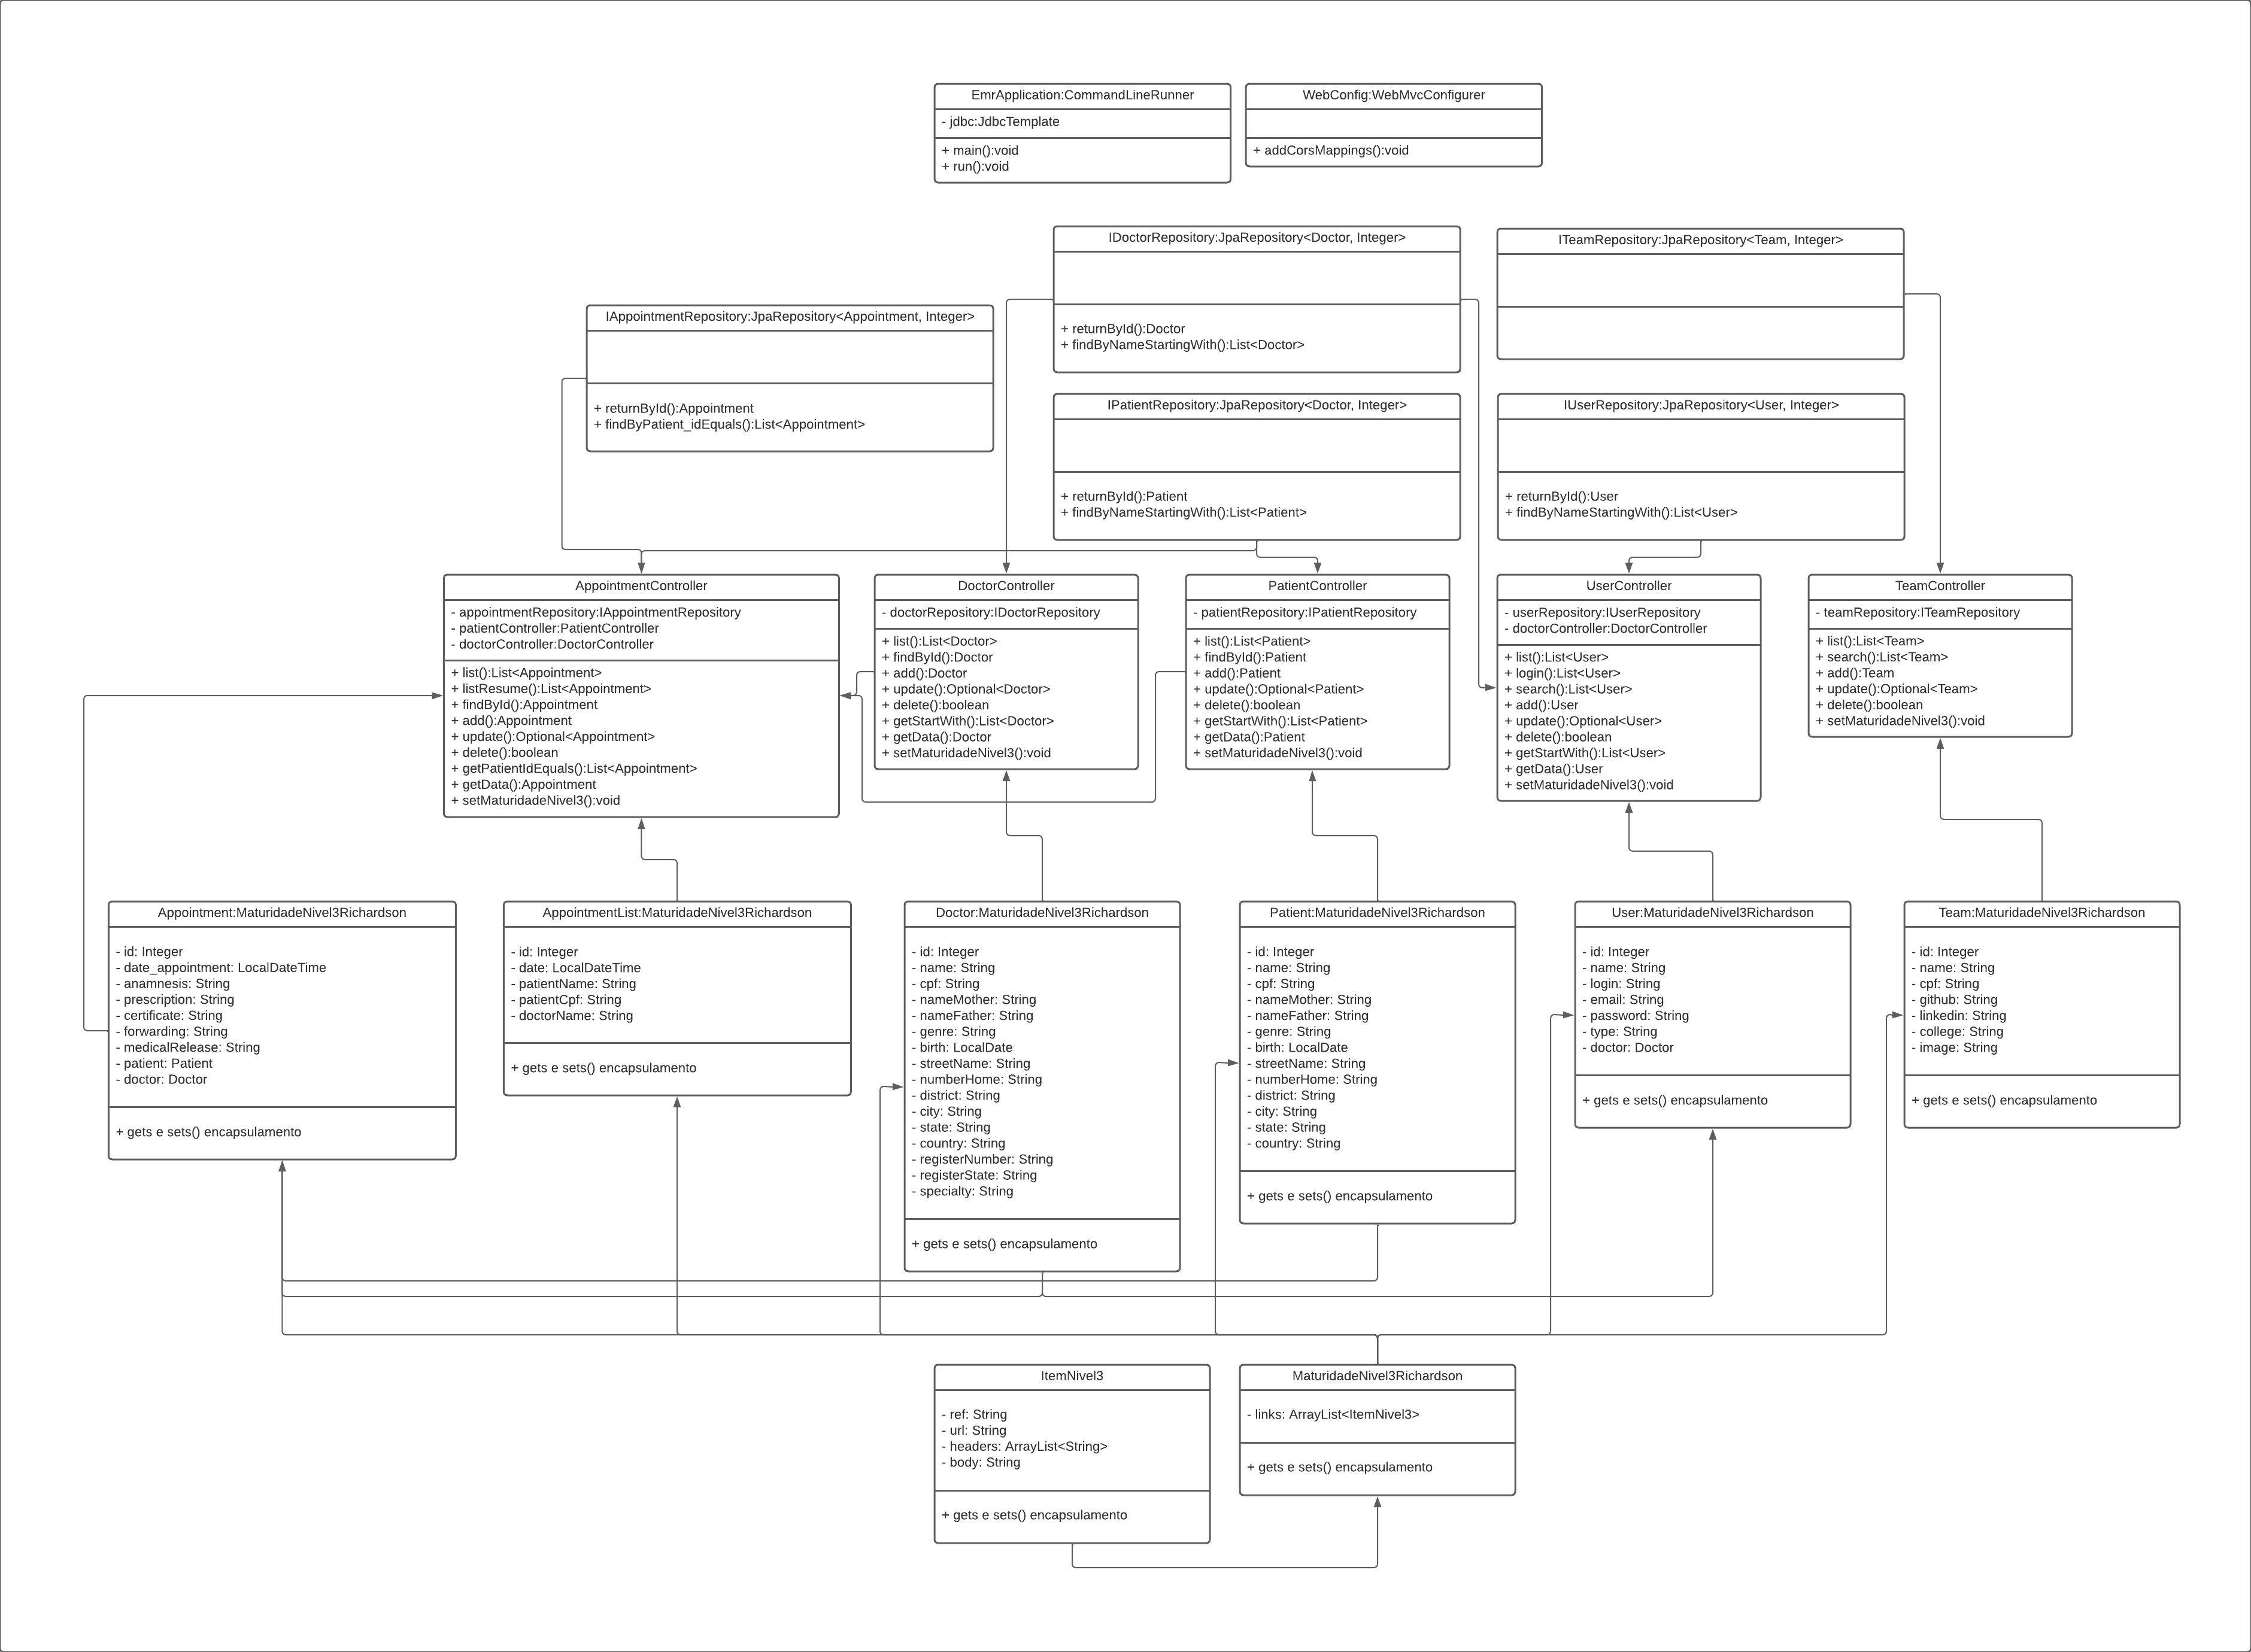 EmrApplication:CommandLineRunner
- jdbc:JdbcTemplate
+ main():void
+ run():void
WebConfig:WebMvcConfigurer
+ addCorsMappings():void
IDoctorRepository:JpaRepository<Doctor, Integer>
+ returnById():Doctor
+ findByNameStartingWith():List<Doctor>
ITeamRepository:JpaRepository<Team, Integer>
IAppointmentRepository:JpaRepository<Appointment, Integer>
+ returnById():Appointment
+ findByPatient_idEquals():List<Appointment>
IPatientRepository:JpaRepository<Doctor, Integer>
+ returnById():Patient
+ findByNameStartingWith():List<Patient>
IUserRepository:JpaRepository<User, Integer>
+ returnById():User
+ findByNameStartingWith():List<User>
AppointmentController
- appointmentRepository:IAppointmentRepository
- patientController:PatientController
- doctorController:DoctorController
+ list():List<Appointment>
+ listResume():List<Appointment>
+ findById():Appointment
+ add():Appointment
+ update():Optional<Appointment>
+ delete():boolean
+ getPatientIdEquals():List<Appointment>
+ getData():Appointment
+ setMaturidadeNivel3():void
DoctorController
- doctorRepository:IDoctorRepository
+ list():List<Doctor>
+ findById():Doctor
+ add():Doctor
+ update():Optional<Doctor>
+ delete():boolean
+ getStartWith():List<Doctor>
+ getData():Doctor
+ setMaturidadeNivel3():void
PatientController
- patientRepository:IPatientRepository
+ list():List<Patient>
+ findById():Patient
+ add():Patient
+ update():Optional<Patient>
+ delete():boolean
+ getStartWith():List<Patient>
+ getData():Patient
+ setMaturidadeNivel3():void
UserController
- userRepository:IUserRepository
- doctorController:DoctorController
+ list():List<User>
+ login():List<User>
+ search():List<User>
+ add():User
+ update():Optional<User>
+ delete():boolean
+ getStartWith():List<User>
+ getData():User
+ setMaturidadeNivel3():void
TeamController
- teamRepository:ITeamRepository
+ list():List<Team>
+ search():List<Team>
+ add():Team
+ update():Optional<Team>
+ delete():boolean
+ setMaturidadeNivel3():void
Appointment:MaturidadeNivel3Richardson
- id: Integer
- date_appointment: LocalDateTime
- anamnesis: String
- prescription: String
- certificate: String
- forwarding: String
- medicalRelease: String
- patient: Patient
- doctor: Doctor
+ gets e sets() encapsulamento
AppointmentList:MaturidadeNivel3Richardson
- id: Integer
- date: LocalDateTime
- patientName: String
- patientCpf: String
- doctorName: String
+ gets e sets() encapsulamento
Doctor:MaturidadeNivel3Richardson
- id: Integer
- name: String
- cpf: String
- nameMother: String
- nameFather: String
- genre: String
- birth: LocalDate
- streetName: String
- numberHome: String
- district: String
- city: String
- state: String
- country: String
- registerNumber: String
- registerState: String
- specialty: String
+ gets e sets() encapsulamento
Patient:MaturidadeNivel3Richardson
- id: Integer
- name: String
- cpf: String
- nameMother: String
- nameFather: String
- genre: String
- birth: LocalDate
- streetName: String
- numberHome: String
- district: String
- city: String
- state: String
- country: String
+ gets e sets() encapsulamento
User:MaturidadeNivel3Richardson
- id: Integer
- name: String
- login: String
- email: String
- password: String
- type: String
- doctor: Doctor
+ gets e sets() encapsulamento
Team:MaturidadeNivel3Richardson
- id: Integer
- name: String
- cpf: String
- github: String
- linkedin: String
- college: String
- image: String
+ gets e sets() encapsulamento
ItemNivel3
- ref: String
- url: String
- headers: ArrayList<String>
- body: String
+ gets e sets() encapsulamento
MaturidadeNivel3Richardson
- links: ArrayList<ItemNivel3>
+ gets e sets() encapsulamento